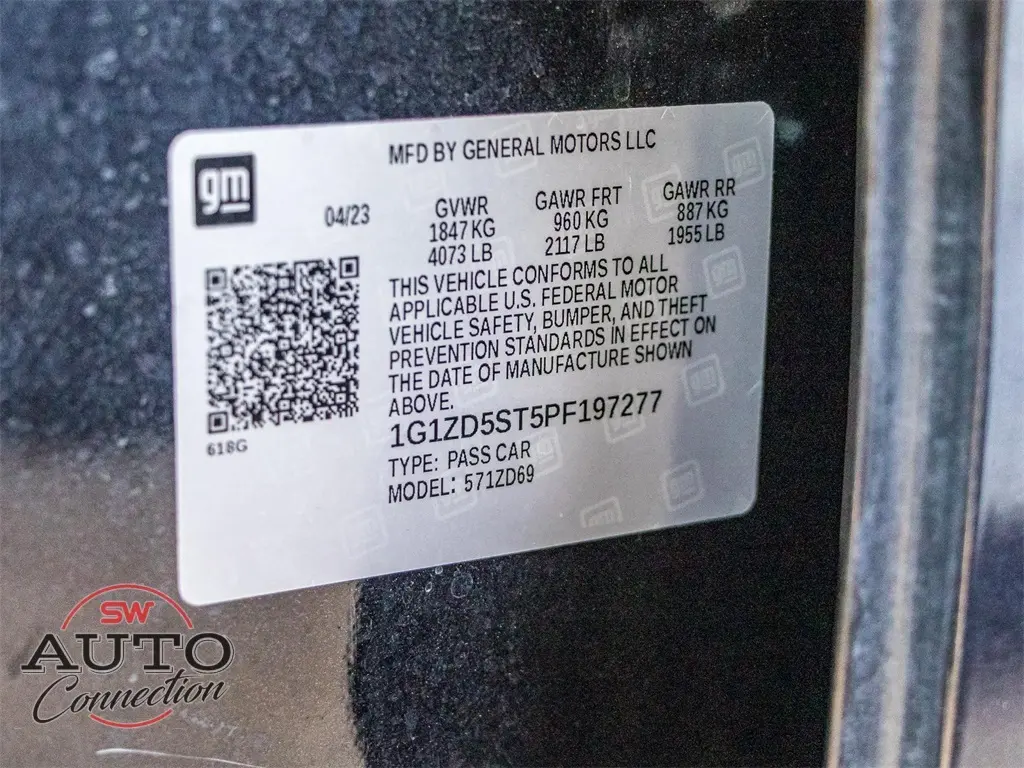 gm
MFD BY GENERAL MOTORS LLC
04/23
GVWR
1847 KG
4073 LB
GAWR FRT
960 KG
2117 LB
GAWR RR
887 KG
1955 LB
THIS VEHICLE CONFORMS TO ALL
APPLICABLE U.S. FEDERAL MOTOR
VEHICLE SAFETY, BUMPER, AND THEFT
PREVENTION STANDARDS IN EFFECT ON
THE DATE OF MANUFACTURE SHOWN
ABOVE.
1G1ZD5ST5PF197277
TYPE: PASS CAR
MODEL: 571ZD69
618G
SW
AUTO
Connection